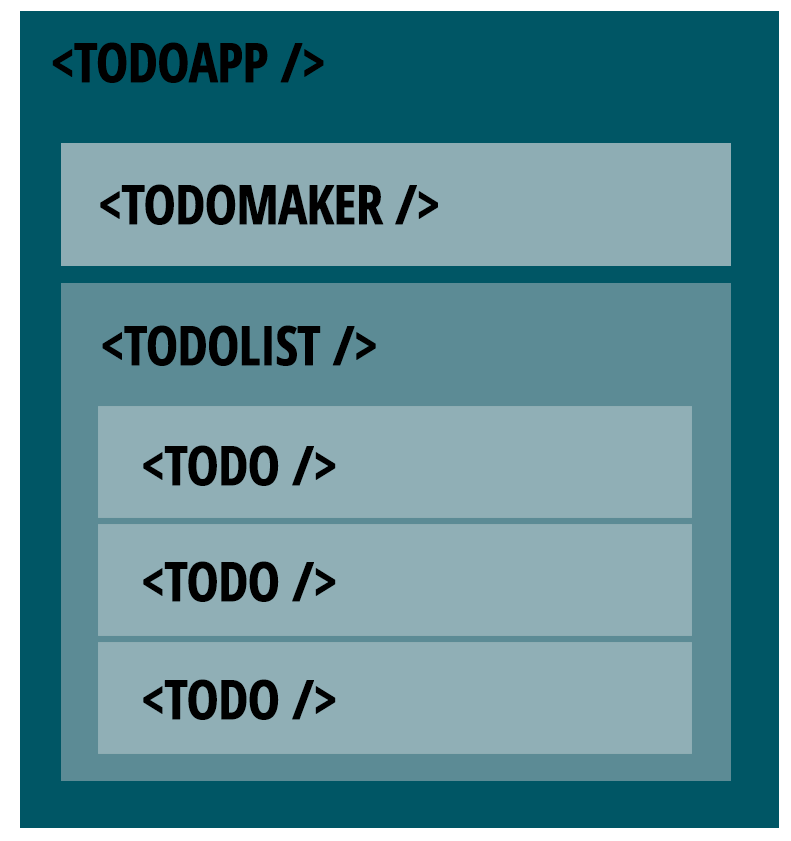 <TODOAPP />
<TODOMAKER />
<TODOLIST />
<TODO />
<TODO />
<TODO />